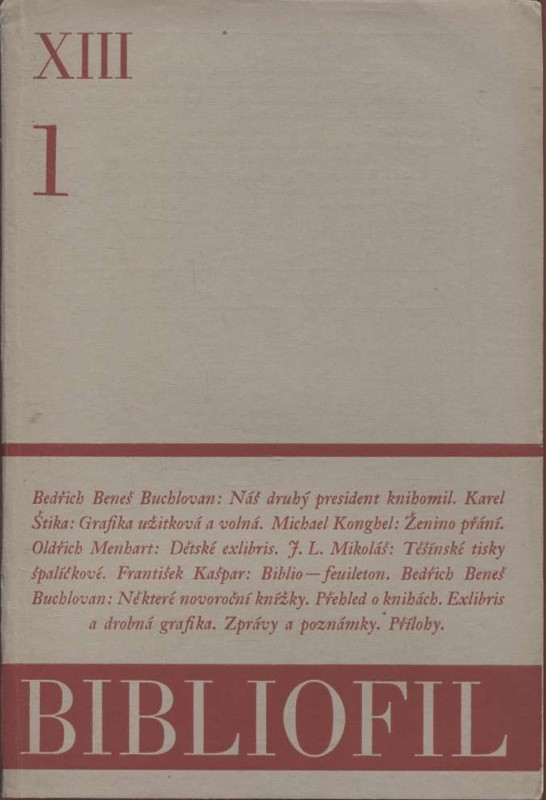 XIII
1
Bedřich Beneš Buchlovan: Náš druhý president knihomil. Karel
Štika: Grafika užitková a volná. Michael Konghel: Ženino přání.
Oldřich Menhart: Dětské exlibris. J. L. Mikoláš: Těšínské tisky
špalíčkové. František Kašpar: Biblio—feuileton. Bedřich Beneš
Buchlovan: Některé novoroční knížky. Přehled o knihách. Exlibris
a drobná grafika. Zprávy a poznámky. Přílohy.
BIBLIOFIL